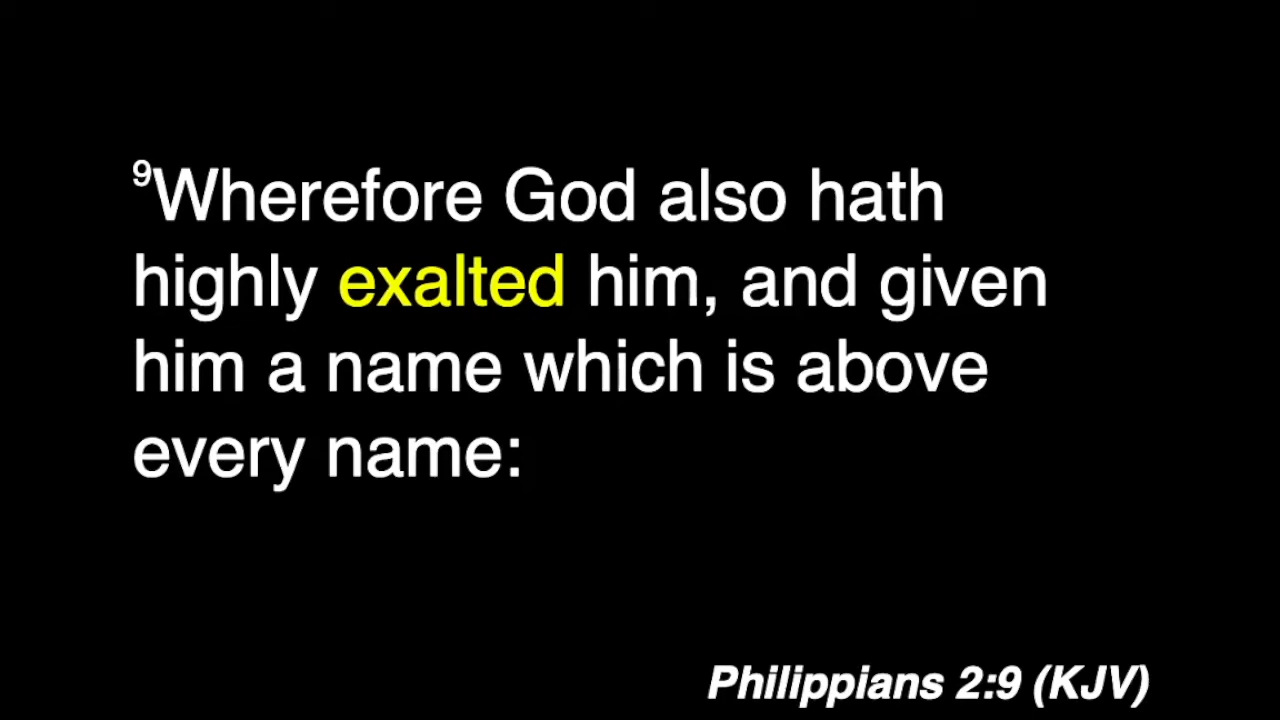 ⁹Wherefore God also hath
highly exalted him, and given
him a name which is above
every name:
Philippians 2:9 (KJV)